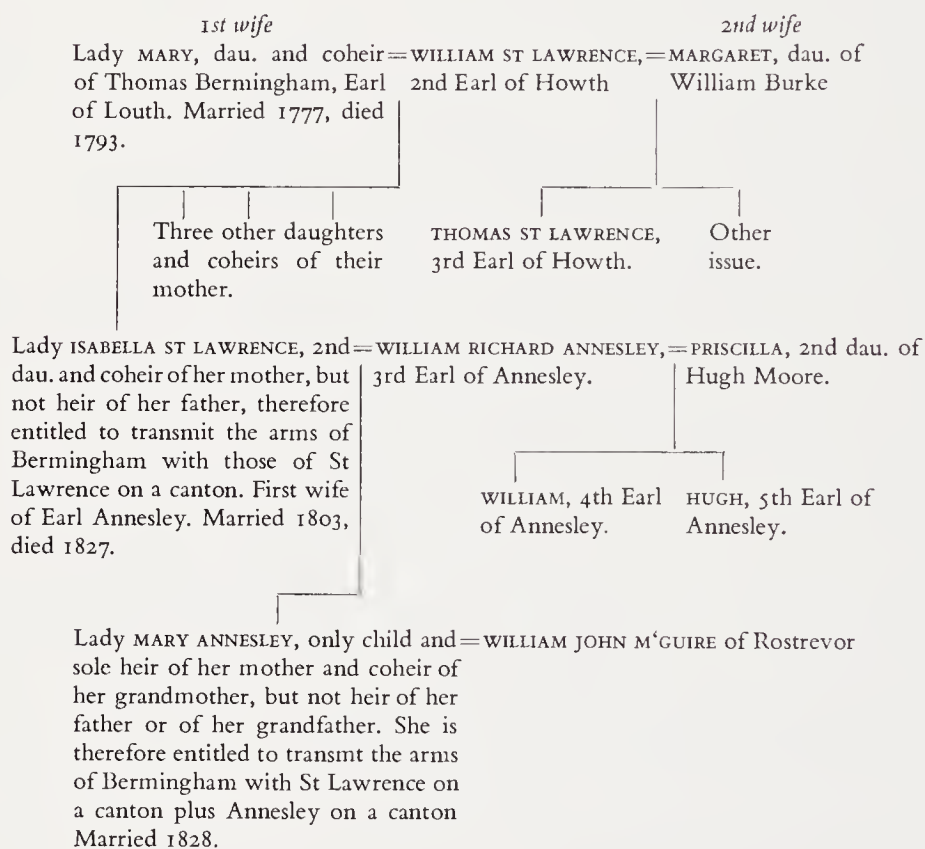 1st wife
2nd wife
Lady MARY, dau. and coheir
of Thomas Bermingham, Earl
of Louth. Married 1777, died
1793.
=WILLIAM ST LAWRENCE,
2nd Earl of Howth
=MARGARET, dau. of
William Burke
Three other daughters
and coheirs of their
mother.
THOMAS ST LAWRENCE,
3rd Earl of Howth.
Other
issue.
Lady ISABELLA ST LAWRENCE, 2nd
dau. and coheir of her mother, but
not heir of her father, therefore
entitled to transmit the arms of
Bermingham with those of St
Lawrence on a canton. First wife
of Earl Annesley. Married 1803,
died 1827.
=WILLIAM RICHARD ANNESLEY,
3rd Earl of Annesley.
=PRISCILLA, 2nd dau. of
Hugh Moore.
WILLIAM, 4th Earl
of Annesley.
HUGH, 5th Earl of
Annesley.
Lady MARY ANNESLEY, only child and
sole heir of her mother and coheir of
her grandmother, but not heir of her
father or of her grandfather. She is
therefore entitled to transmt the arms
of Bermingham with St Lawrence on
a canton plus Annesley on a canton
Married 1828.
=WILLIAM JOHN M‘GUIRE of Rostrevor